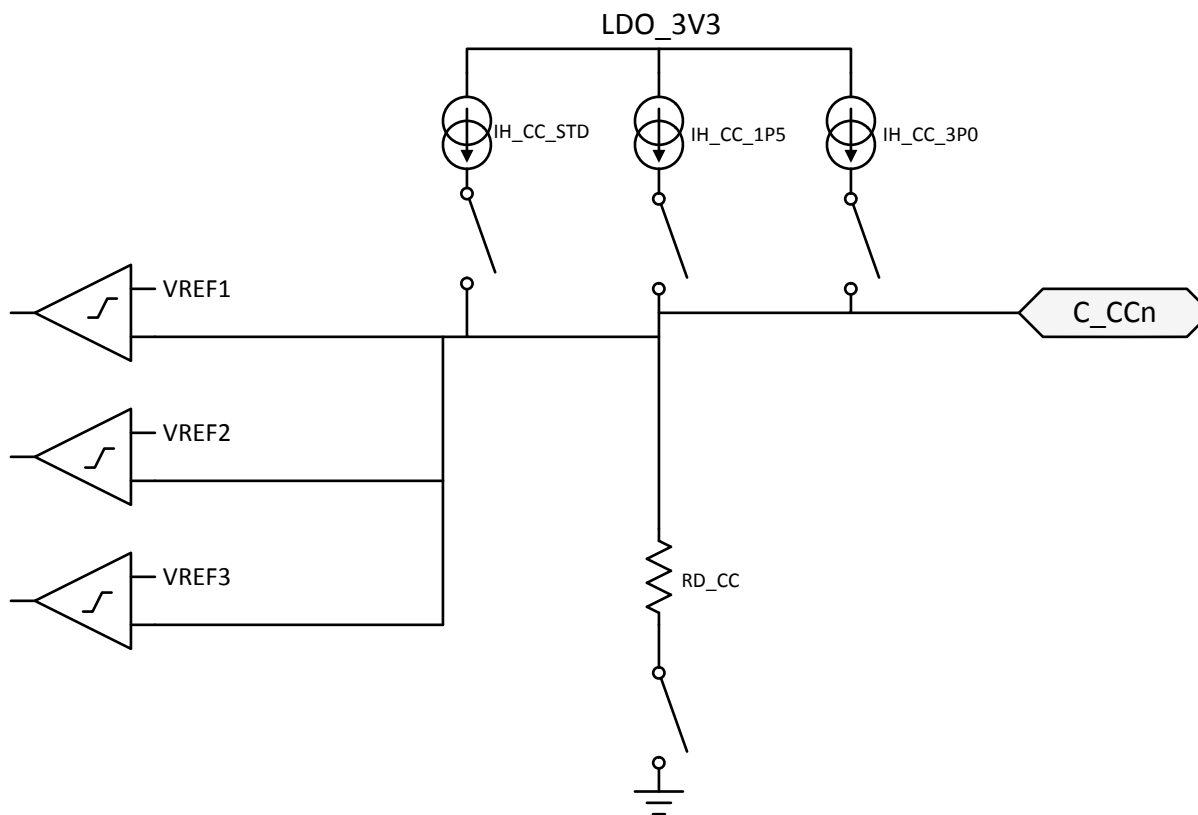 LDO_3V3
IH_CC_STD
IH_CC_1P5
IH_CC_3P0
VREF1
C_CCn
VREF2
VREF3
RD_CC